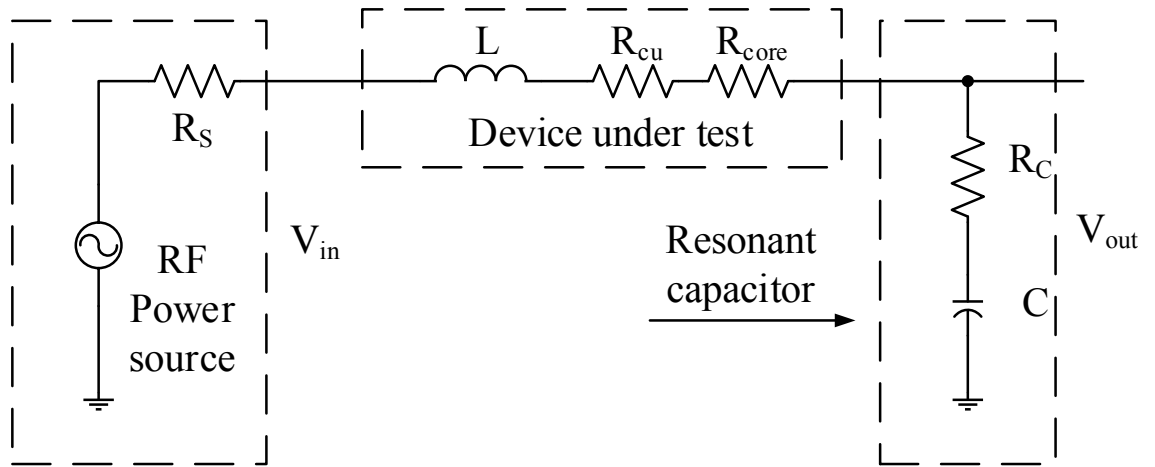 L
R_cu
R_core
R_S
Device under test
R_C
V_in
V_out
RF
Power
source
Resonant
capacitor
C